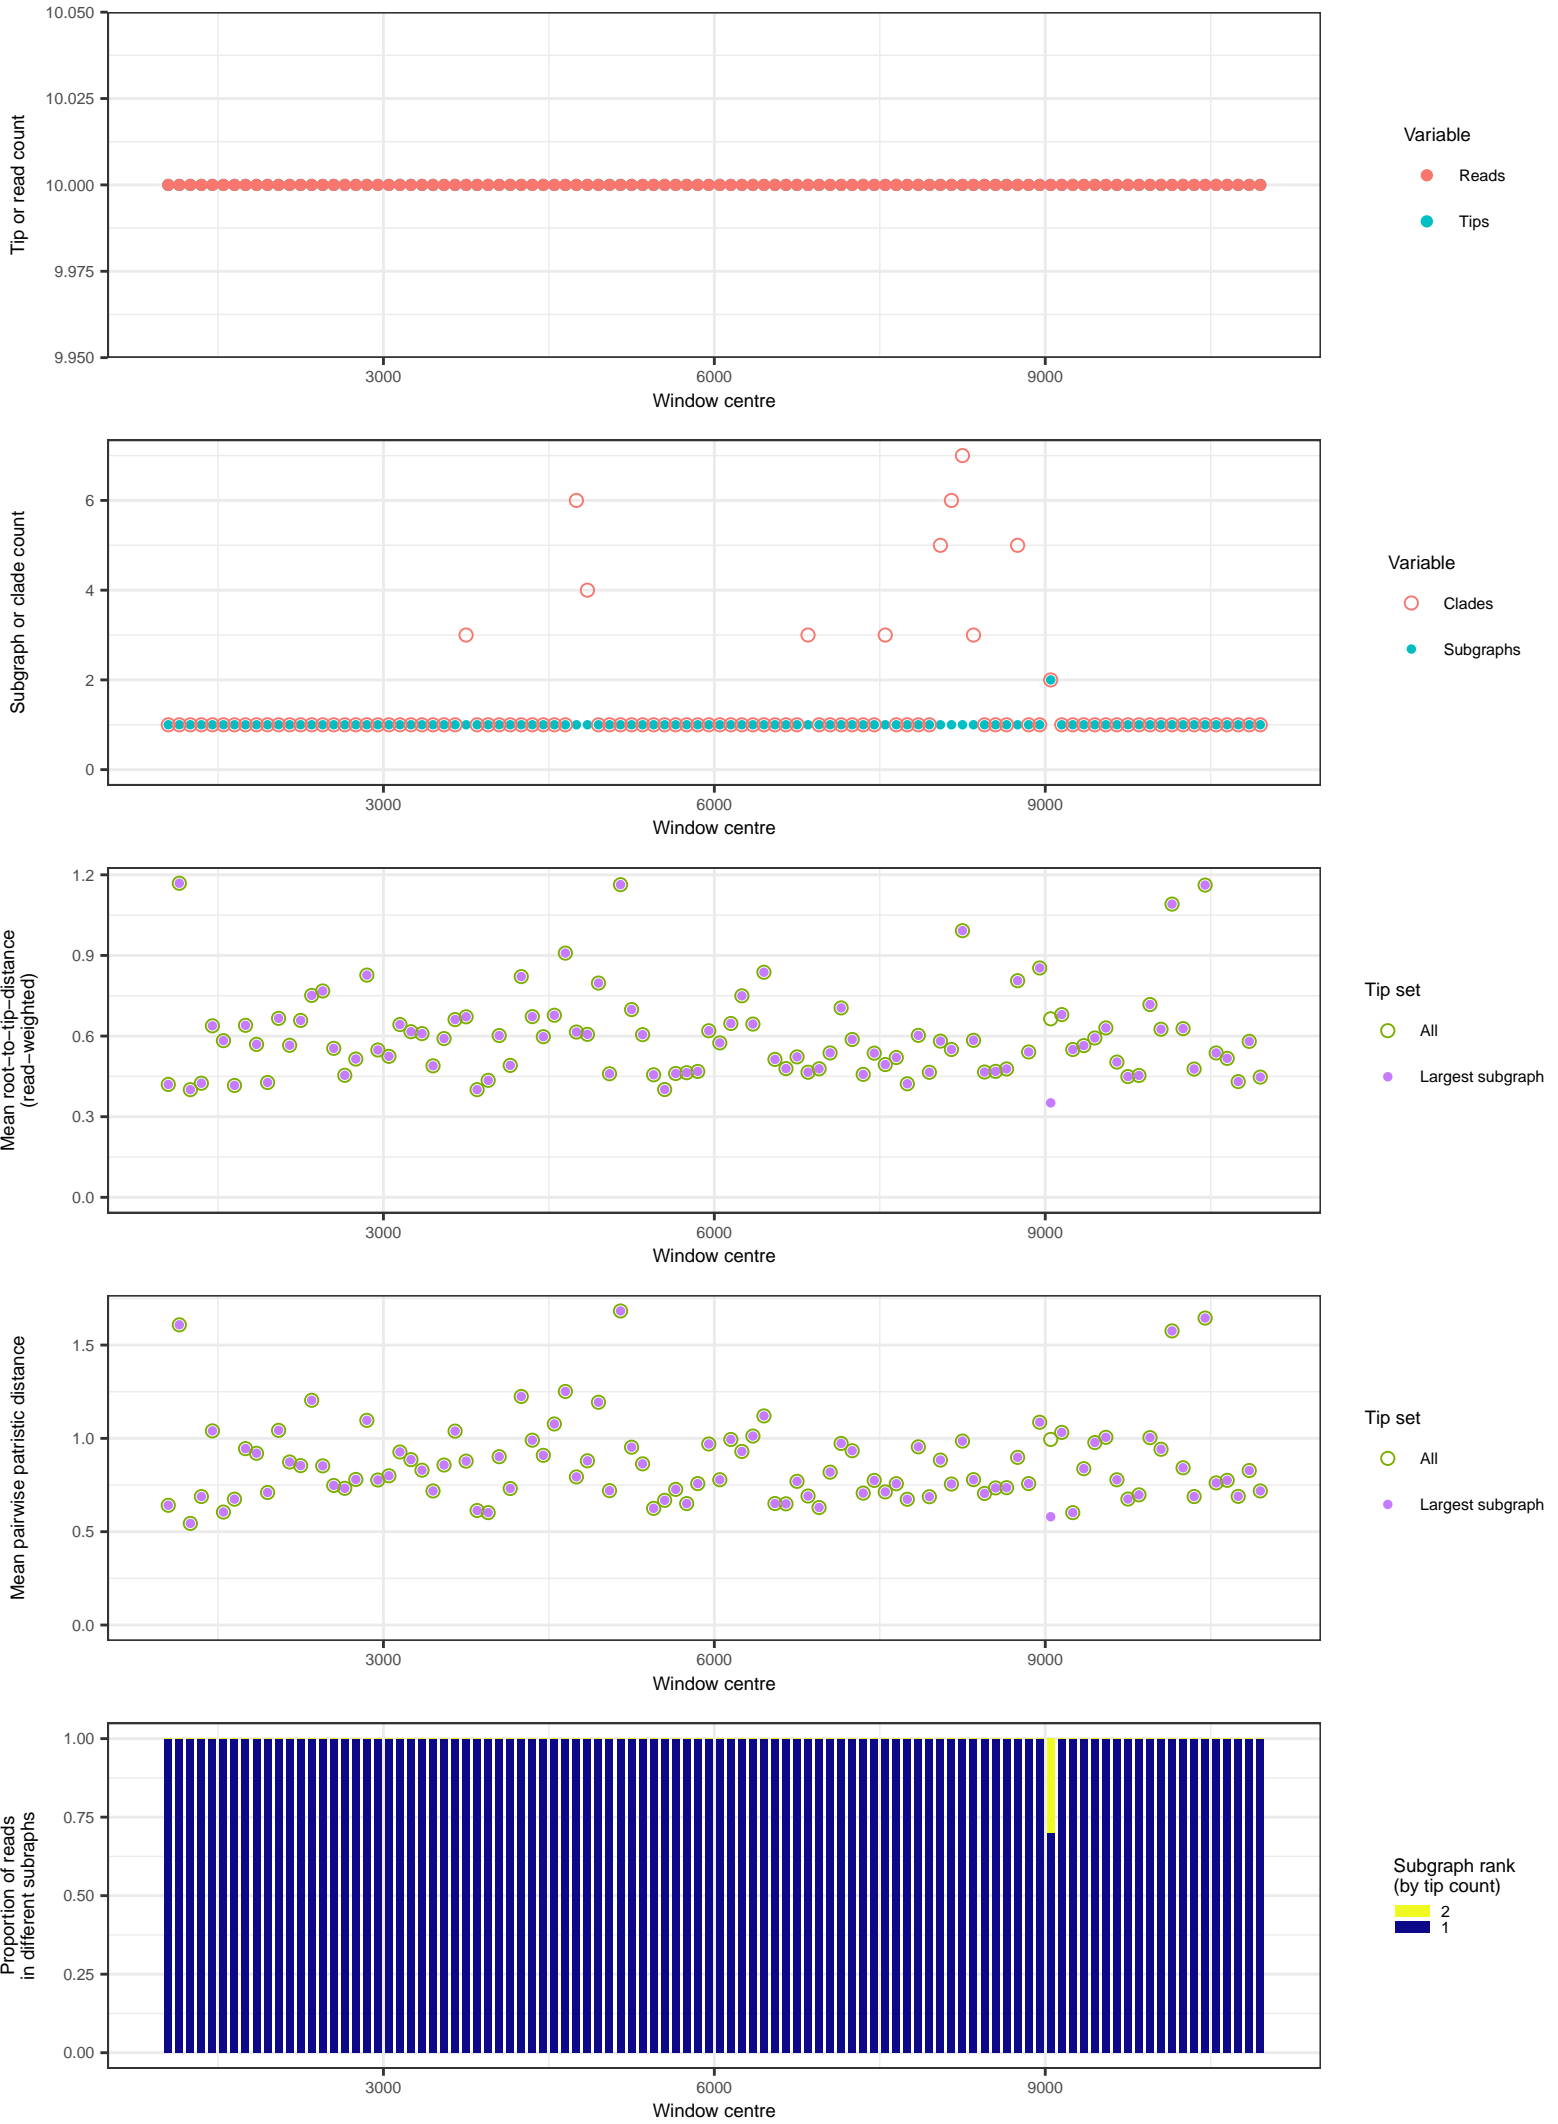 10.050
10.025
10.000
9.975
9.950
Tip or read count
3000 6000 9000
Window centre
Variable
Reads
Tips
6
4
2
0
Subgraph or clade count
3000 6000 9000
Window centre
Variable
Clades
Subgraphs
1.2
0.9
0.6
0.3
0.0
Mean root−to−tip−distance
(read−weighted)
3000 6000 9000
Window centre
Tip set
All
Largest subgraph
1.5
1.0
0.5
0.0
Mean pairwise patristic distance
3000 6000 9000
Window centre
Tip set
All
Largest subgraph
1.00
0.75
0.50
0.25
0.00
Proportion of reads
in different subraphs
3000 6000 9000
Window centre
Subgraph rank
(by tip count)
2
1